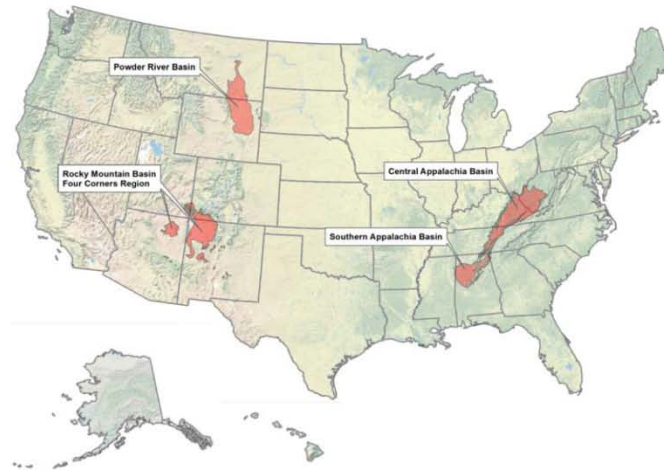 Powder River Basin
Rocky Mountain Basin
Four Corners Region
Central Appalachia Basin
Southern Appalachia Basin